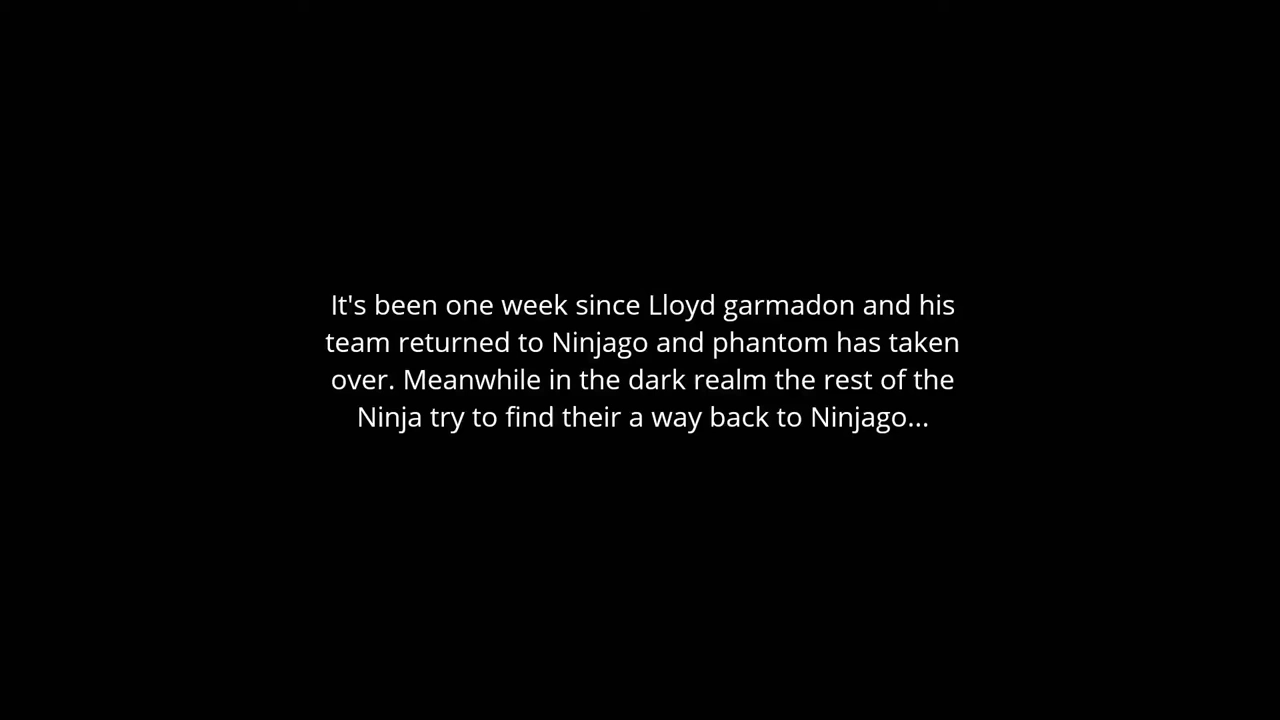 It's been one week since Lloyd garmadon and his
team returned to Ninjago and phantom has taken
over. Meanwhile in the dark realm the rest of the
Ninja try to find their a way back to Ninjago...